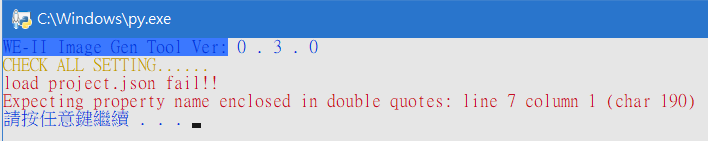 C:\Windows\py.exe
WE-II Image Gen Tool Ver: 0 . 3 . 0
CHECK ALL SETTING......
load project.json fail!!
Expecting property name enclosed in double quotes: line 7 column 1 (char 190)
請按任意鍵繼續 . . .